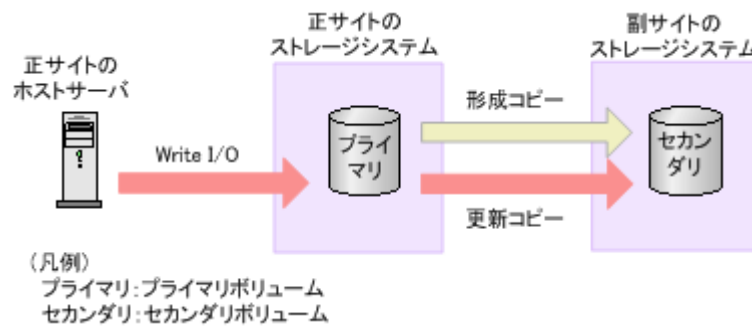 正サイトの
ホストサーバ
正サイトの
ストレージシステム
副サイトの
ストレージシステム
Write I/O
プライ
マリ
形成コピー
更新コピー
セカン
ダリ
(凡例)
プライマリ:プライマリボリューム
セカンダリ:セカンダリボリューム